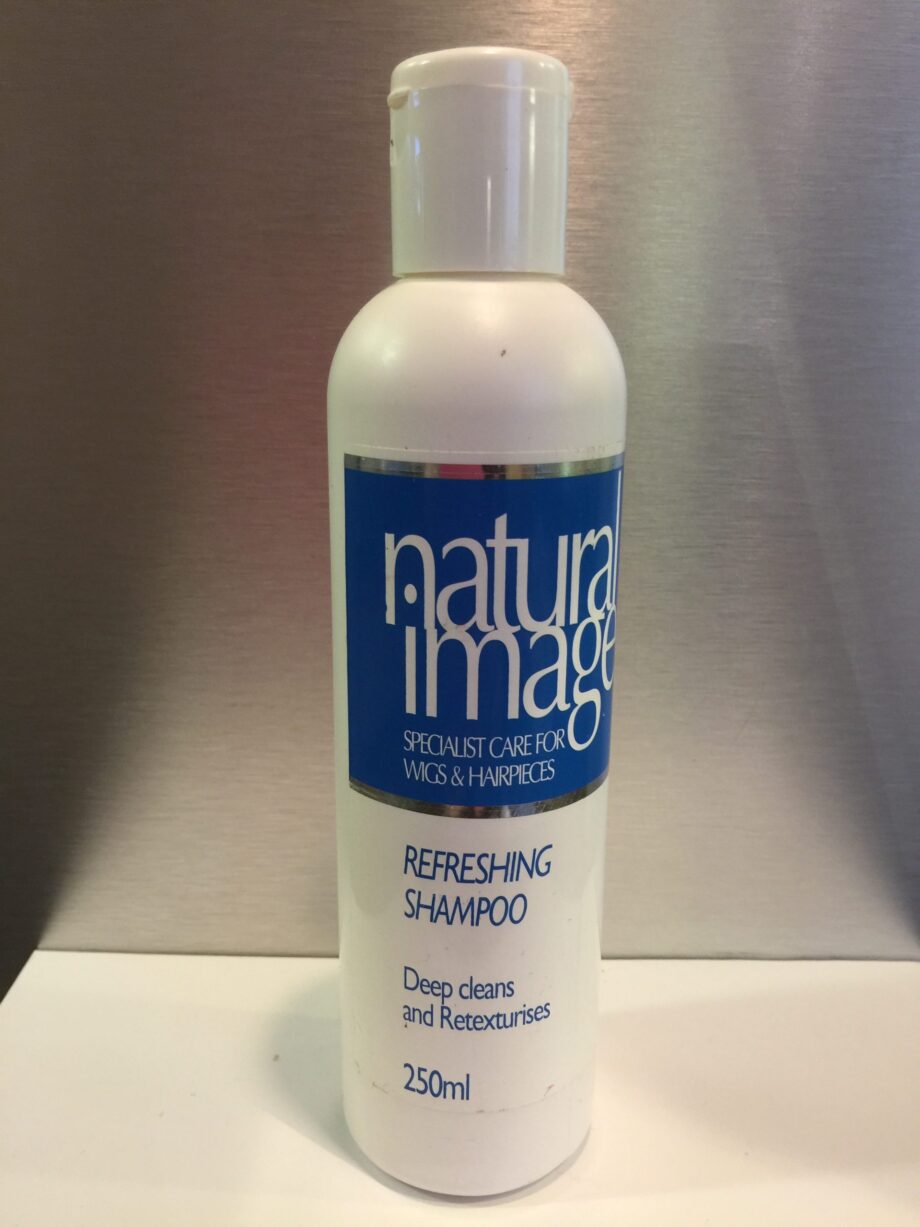 natural
image
SPECIALIST CARE FOR
WIGS & HAIRPIECES
REFRESHING
SHAMPOO
Deep cleans
and Retexturises
250ml